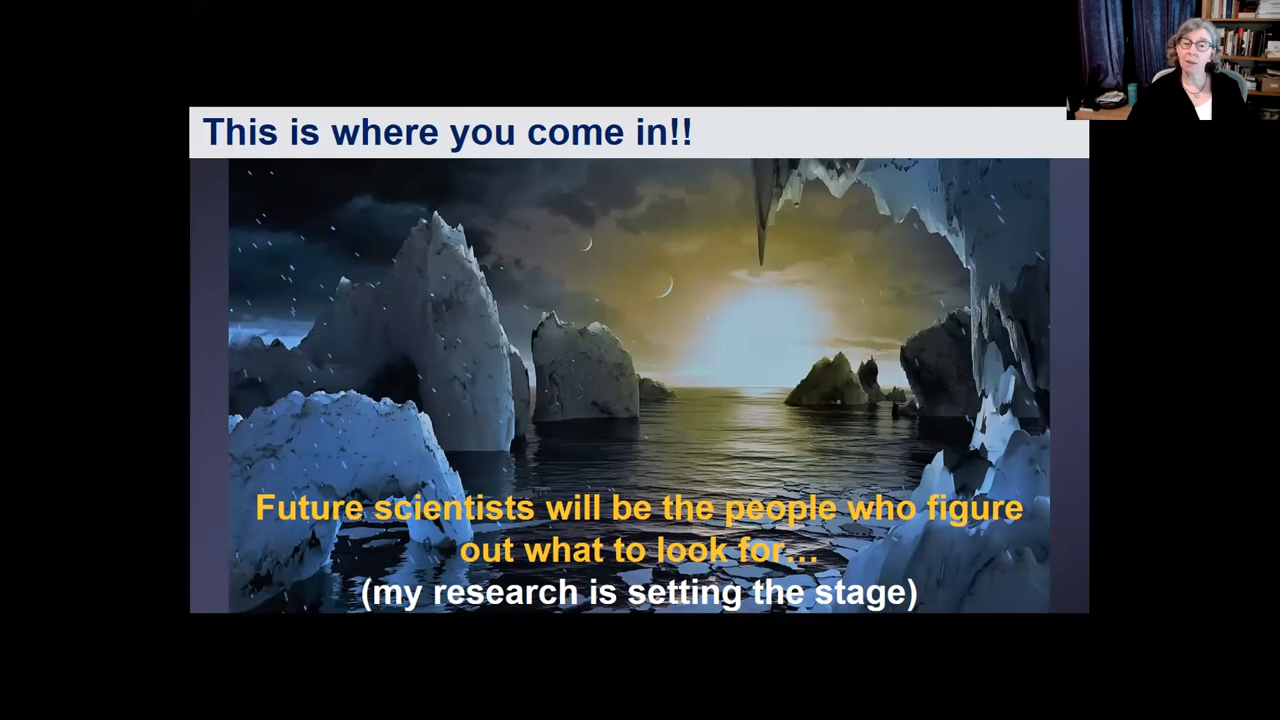 This is where you come in!!
Future scientists will be the people who figure
out what to look for…
(my research is setting the stage)